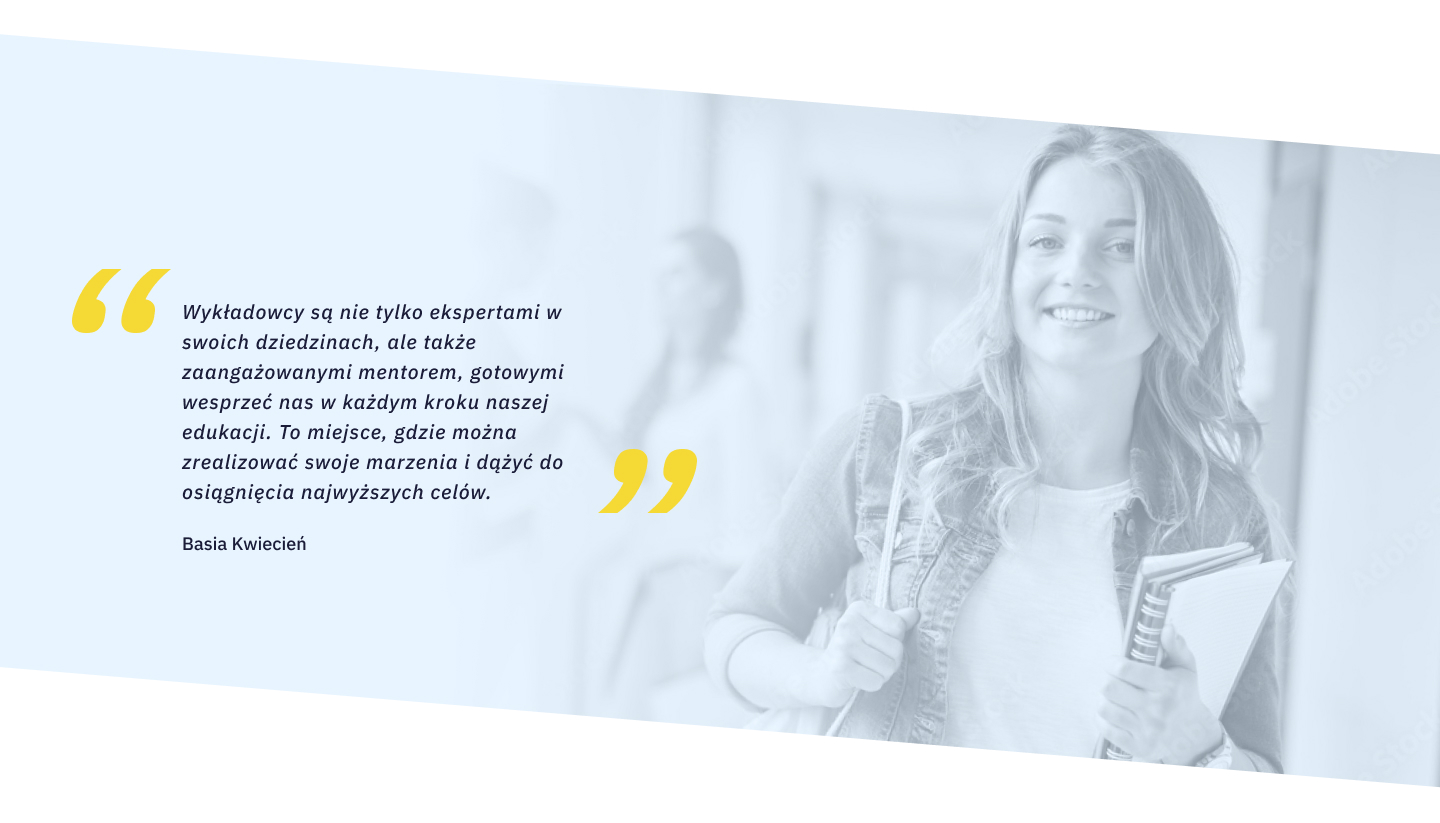 Wykładowcy są nie tylko ekspertami w
swoich dziedzinach, ale także
zaangażowanymi mentorem, gotowymi
wesprzeć nas w każdym kroku naszej
edukacji. To miejsce, gdzie można
zrealizować swoje marzenia i dążyć do
osiągnięcia najwyższych celów.
Basia Kwiecień